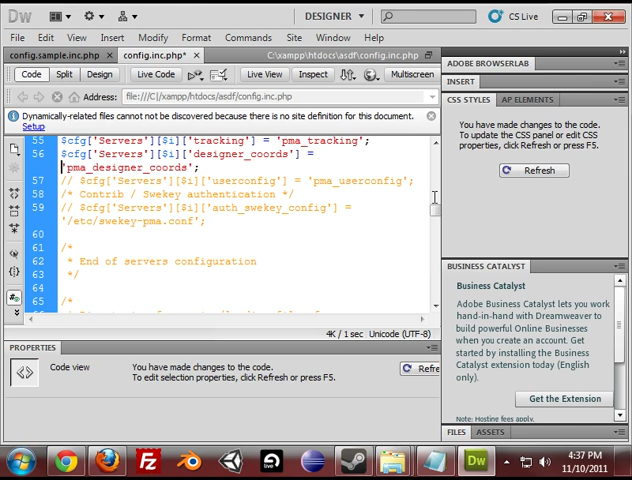 Dw
DESIGNER
CS Live
File Edit View Insert Modify Format Commands Site Window Help
config.sample.inc.php × config.inc.php* × C:\xampp\htdocs\asdf\config.inc.php
Code Split Design Live Code Live View Inspect Multiscreen
Address: file:///C|/xampp/htdocs/asdf/config.inc.php
Dynamically-related files cannot be discovered because there is no site definition for this document.
Setup
55 $cfg['Servers'][$i]['tracking'] = 'pma_tracking';
56 $cfg['Servers'][$i]['designer_coords'] =
'pma_designer_coords';
57 // $cfg['Servers'][$i]['userconfig'] = 'pma_userconfig';
58 /* Contrib / Swekey authentication */
59 // $cfg['Servers'][$i]['auth_swekey_config'] =
'/etc/swekey-pma.conf';
60
61 /*
62 * End of servers configuration
63 */
64
65 /*
4K / 1 sec Unicode (UTF-8)
PROPERTIES
Code view
You have made changes to the code.
To edit selection properties, click Refresh or press F5.
Refre
ADOBE BROWSERLAB
INSERT
CSS STYLES AP ELEMENTS
You have made changes to the code.
To update the CSS panel or edit CSS
properties, click Refresh or press F5.
Refresh
BUSINESS CATALYST
Business Catalyst
Adobe Business Catalyst lets you work
hand-in-hand with Dreamweaver to
build powerful Online Businesses
when you create an account. Get
started by installing the Business
Catalyst extension today (English
only).
Get the Extension
Note: Hosting fees apply.
FILES ASSETS
Fz
Dw
4:37 PM
11/10/2011